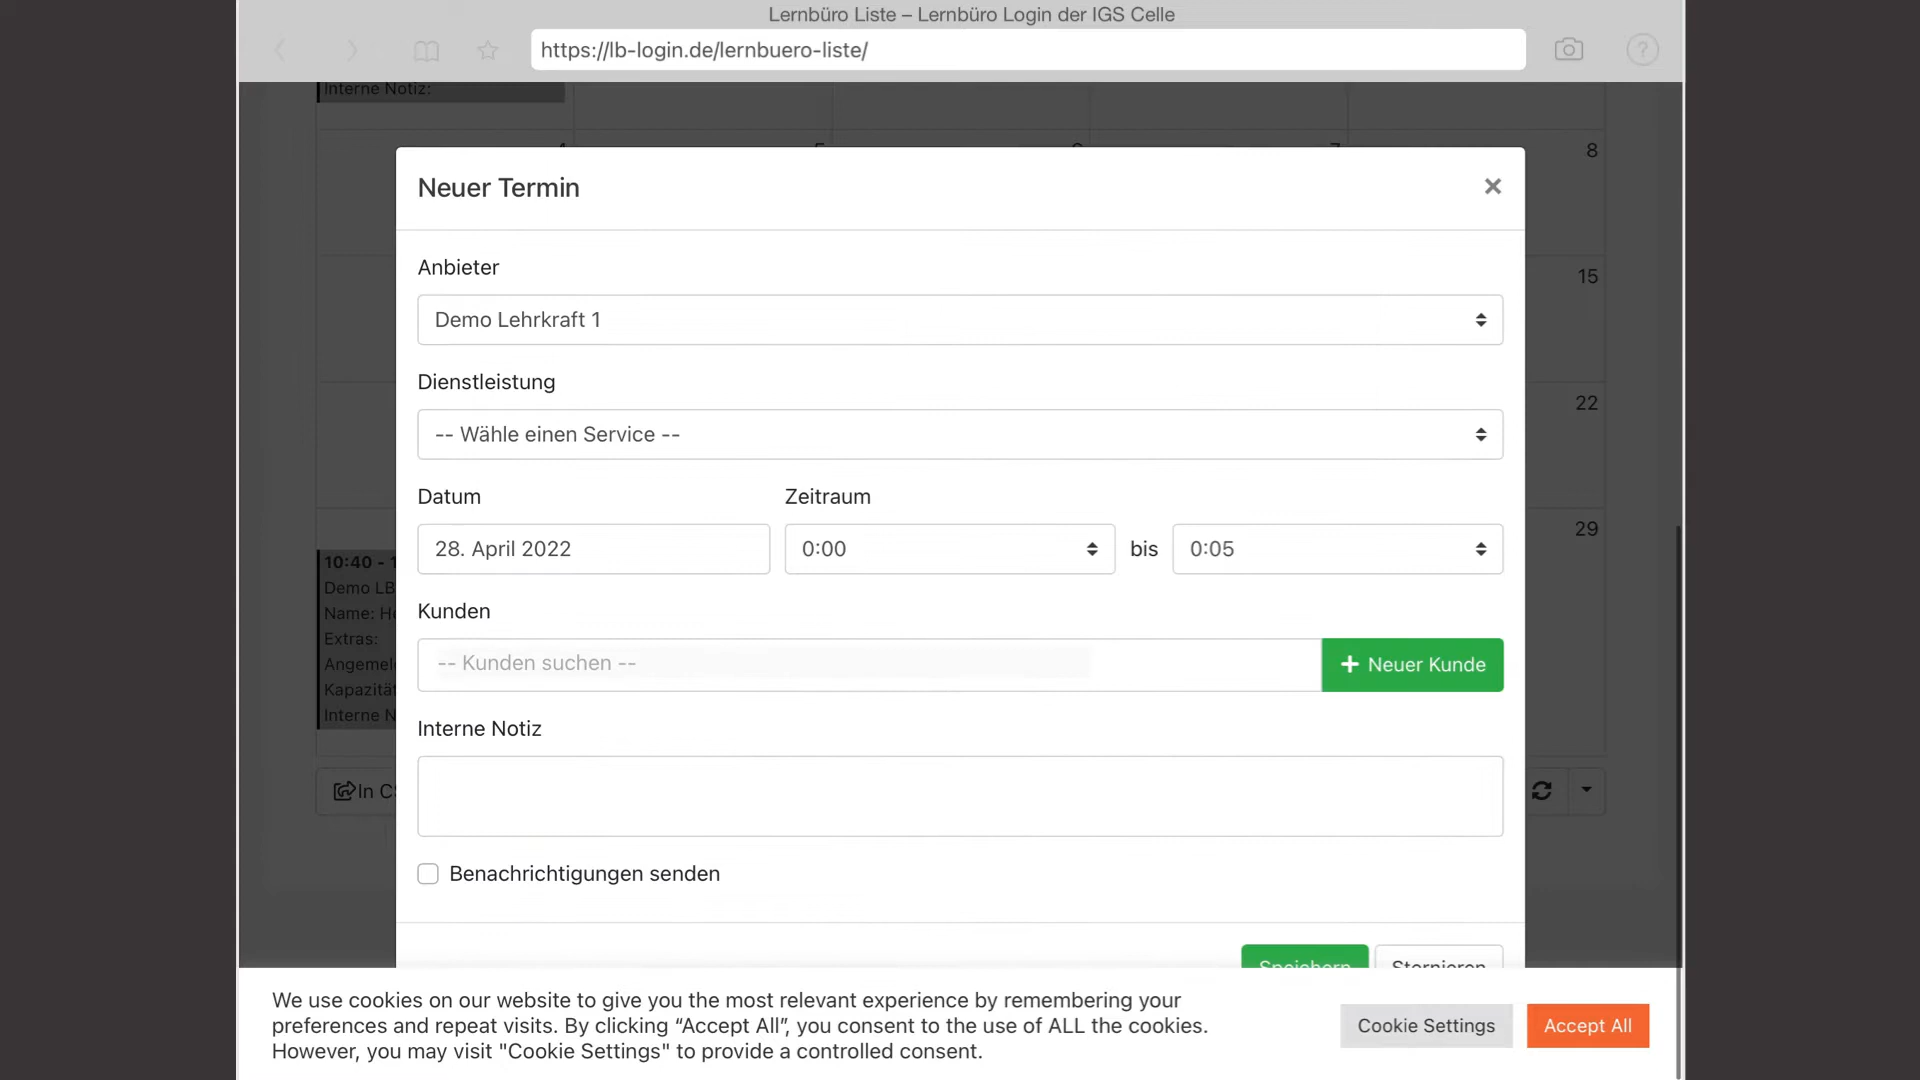 Lernbüro Liste – Lernbüro Login der IGS Celle
https://lb-login.de/lernbuero-liste/
Interne Notiz:
8
Neuer Termin
Anbieter
15
Demo Lehrkraft 1
Dienstleistung
22
-- Wähle einen Service --
Datum
Zeitraum
29
28. April 2022
0:00
bis
0:05
10:40 -
Demo LB
Name:
Extras:
Kapazität
Interne
Kunden
-- Kunden suchen --
+ Neuer Kunde
Interne Notiz
In
Benachrichtigungen senden
Speichern
Stornieren
We use cookies on our website to give you the most relevant experience by remembering your
preferences and repeat visits. By clicking “Accept All”, you consent to the use of ALL the cookies.
However, you may visit "Cookie Settings" to provide a controlled consent.
Cookie Settings
Accept All